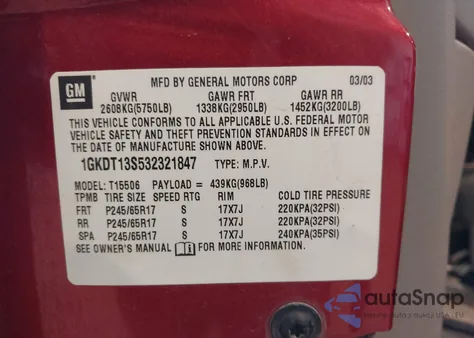 GM
MFD BY GENERAL MOTORS CORP 03/03
GVWR GAWR FRT GAWR RR
2608KG(5750LB) 1338KG(2950LB) 1452KG(3200LB)
THIS VEHICLE CONFORMS TO ALL APPLICABLE U.S. FEDERAL MOTOR
VEHICLE SAFETY AND THEFT PREVENTION STANDARDS IN EFFECT ON
THE DATE OF MANUFACTURE SHOWN ABOVE.
1GKDT13S532321847 TYPE: M.P.V.
MODEL: T15506 PAYLOAD = 439KG(968LB)
TPMB TIRE SIZE SPEED RTG RIM COLD TIRE PRESSURE
FRT P245/65R17 S 17X7J 220KPA(32PSI)
RR P245/65R17 S 17X7J 220KPA(32PSI)
SPA P245/65R17 S 17X7J 240KPA(35PSI)
SEE OWNER'S MANUAL FOR MORE INFORMATION
autaSnap